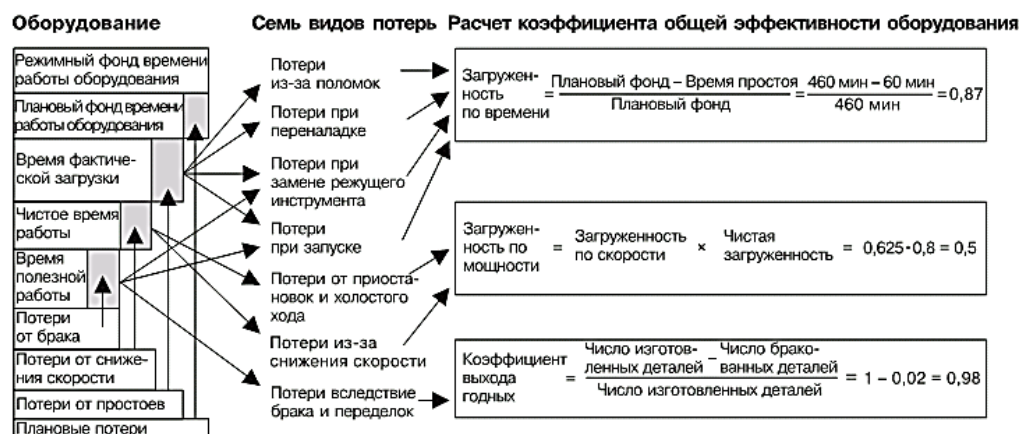 Оборудование
Семь видов потерь
Расчет коэффициента общей эффективности оборудования
Режимный фонд времени
работы оборудования
Плановый фонд времени
работы оборудования
Время фактиче-
ской загрузки
Чистое время
работы
Время
полезной
работы
Потери
от брака
Потери от сниже-
ния скорости
Потери от простоев
Плановые потери
Потери
из-за поломок
Потери при
переналадке
Потери при
замене режущего
инструмента
Потери
при запуске
Потери от приоста-
новок и холостого
хода
Потери из-за
снижения скорости
Потери вследствие
брака и переделок
Загружен-
ность
по времени
= Плановый фонд – Время простоя
Плановый фонд
= 460 мин – 60 мин
460 мин
= 0,87
Загружен-
ность по
мощности
= Загруженность
по скорости
× Чистая
загруженность
= 0,625·0,8 = 0,5
Коэффициент
выхода
годных
= Число изготов-
ленных деталей
– Число брако-
ванных деталей
Число изготовленных деталей
= 1 – 0,02 = 0,98